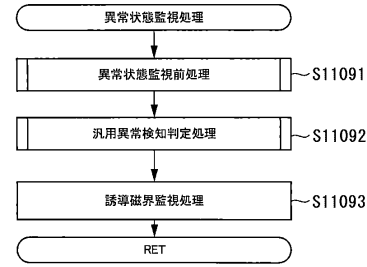 異常状態監視処理
異常状態監視前処理
S11091
汎用異常検知判定処理
S11092
誘導磁界監視処理
S11093
RET